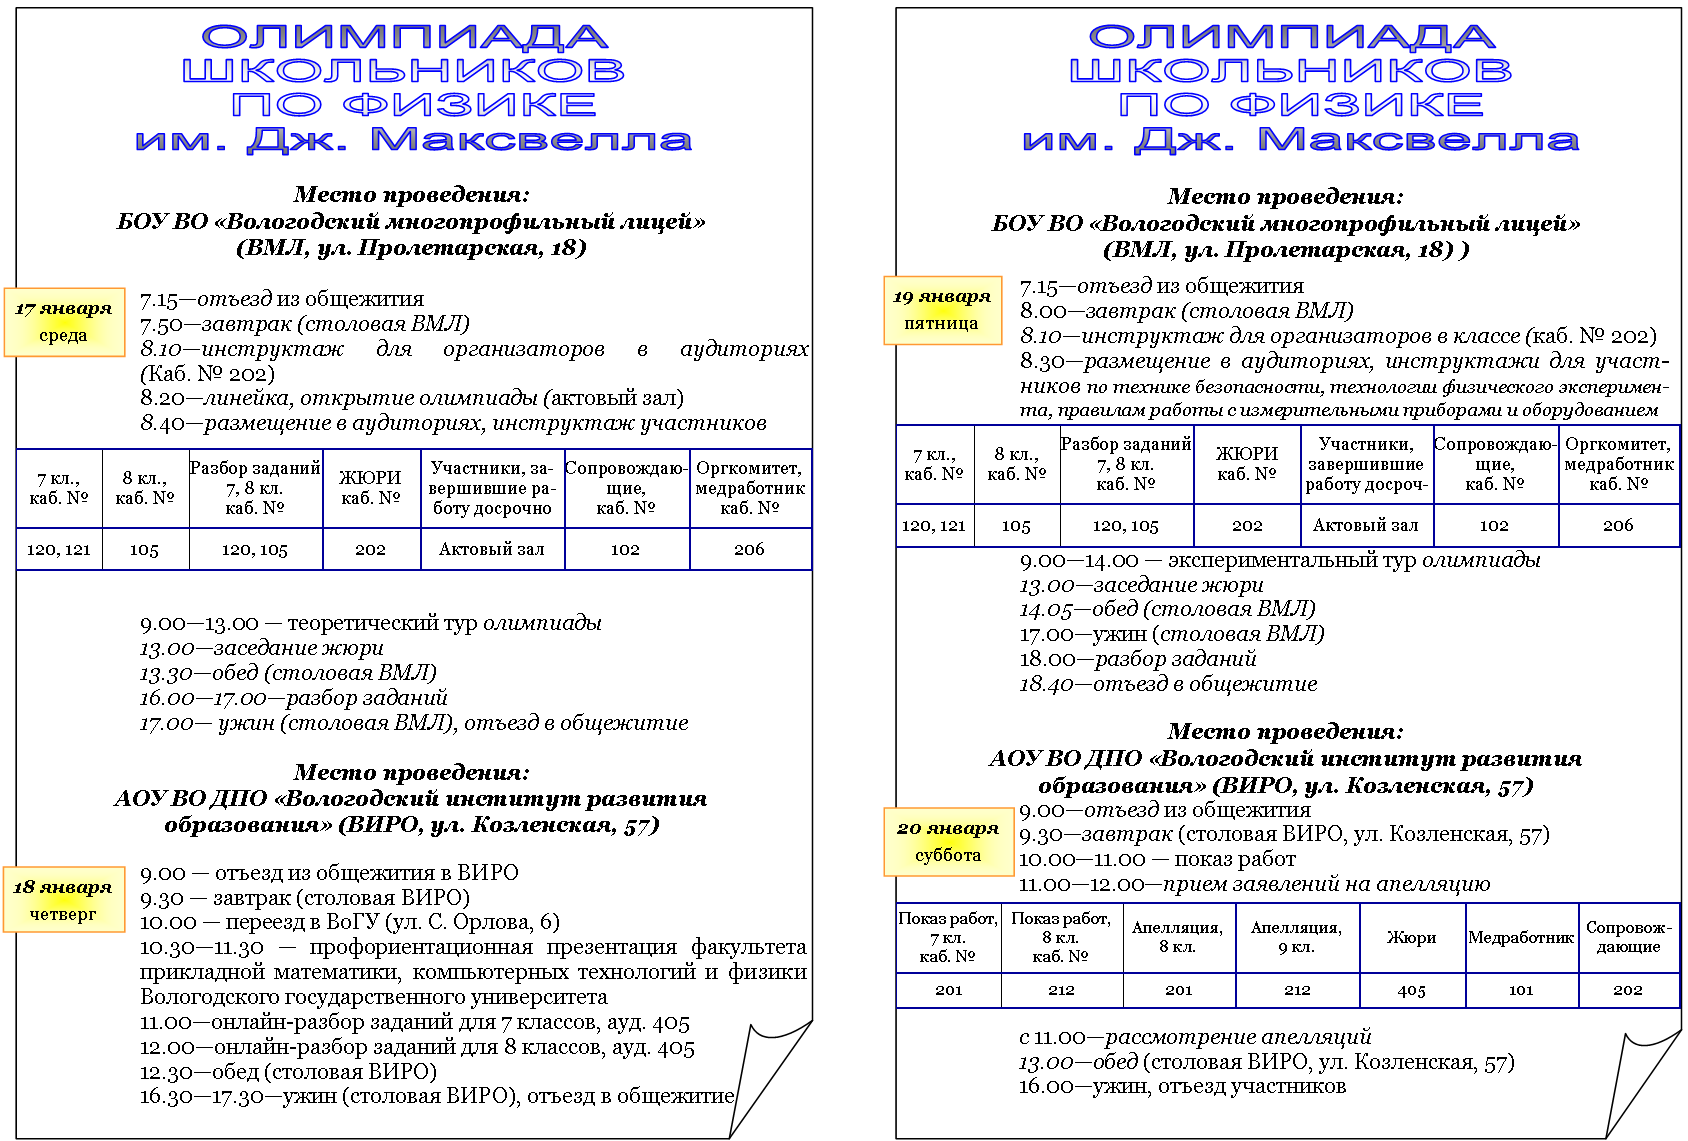 ОЛИМПИАДА
ШКОЛЬНИКОВ
ПО ФИЗИКЕ
им. Дж. Максвелла
Место проведения:
БОУ ВО «Вологодский многопрофильный лицей»
(ВМЛ, ул. Пролетарская, 18)
17 января
среда
7.15—отъезд из общежития
7.50—завтрак (столовая ВМЛ)
8.10—инструктаж для организаторов в аудиториях
(Каб. № 202)
8.20—линейка, открытие олимпиады (актовый зал)
8.40—размещение в аудиториях, инструктаж участников
7 кл., каб. № | 8 кл., каб. № | Разбор заданий 7, 8 кл. каб. № | ЖЮРИ каб. № | Участники, за-вершившие ра-боту досрочно | Сопровождаю-щие, каб. № | Оргкомитет, медработник каб. №
120, 121 | 105 | 120, 105 | 202 | Актовый зал | 102 | 206
9.00—13.00 — теоретический тур олимпиады
13.00—заседание жюри
13.30—обед (столовая ВМЛ)
16.00—17.00—разбор заданий
17.00— ужин (столовая ВМЛ), отъезд в общежитие
Место проведения:
АОУ ВО ДПО «Вологодский институт развития
образования» (ВИРО, ул. Козленская, 57)
18 января
четверг
9.00 — отъезд из общежития в ВИРО
9.30 — завтрак (столовая ВИРО)
10.00 — переезд в ВоГУ (ул. С. Орлова, 6)
10.30—11.30 — профориентационная презентация факультета
прикладной математики, компьютерных технологий и физики
Вологодского государственного университета
11.00—онлайн-разбор заданий для 7 классов, ауд. 405
12.00—онлайн-разбор заданий для 8 классов, ауд. 405
12.30—обед (столовая ВИРО)
16.30—17.30—ужин (столовая ВИРО), отъезд в общежитие
ОЛИМПИАДА
ШКОЛЬНИКОВ
ПО ФИЗИКЕ
им. Дж. Максвелла
Место проведения:
БОУ ВО «Вологодский многопрофильный лицей»
(ВМЛ, ул. Пролетарская, 18) )
19 января
пятница
7.15—отъезд из общежития
8.00—завтрак (столовая ВМЛ)
8.10—инструктаж для организаторов в классе (каб. № 202)
8.30—размещение в аудиториях, инструктажи для участ-
ников по технике безопасности, технологии физического эксперимен-
та, правилам работы с измерительными приборами и оборудованием
7 кл., каб. № | 8 кл., каб. № | Разбор заданий 7, 8 кл. каб. № | ЖЮРИ каб. № | Участники, завершившие работу досроч- | Сопровождаю-щие, каб. № | Оргкомитет, медработник каб. №
120, 121 | 105 | 120, 105 | 202 | Актовый зал | 102 | 206
9.00—14.00 — экспериментальный тур олимпиады
13.00—заседание жюри
14.05—обед (столовая ВМЛ)
17.00—ужин (столовая ВМЛ)
18.00—разбор заданий
18.40—отъезд в общежитие
Место проведения:
АОУ ВО ДПО «Вологодский институт развития
образования» (ВИРО, ул. Козленская, 57)
20 января
суббота
9.00—отъезд из общежития
9.30—завтрак (столовая ВИРО, ул. Козленская, 57)
10.00—11.00 — показ работ
11.00—12.00—прием заявлений на апелляцию
Показ работ, 7 кл. каб. № | Показ работ, 8 кл. каб. № | Апелляция, 8 кл. | Апелляция, 9 кл. | Жюри | Медработник | Сопровож-дающие
201 | 212 | 201 | 212 | 405 | 101 | 202
с 11.00—рассмотрение апелляций
13.00—обед (столовая ВИРО, ул. Козленская, 57)
16.00—ужин, отъезд участников